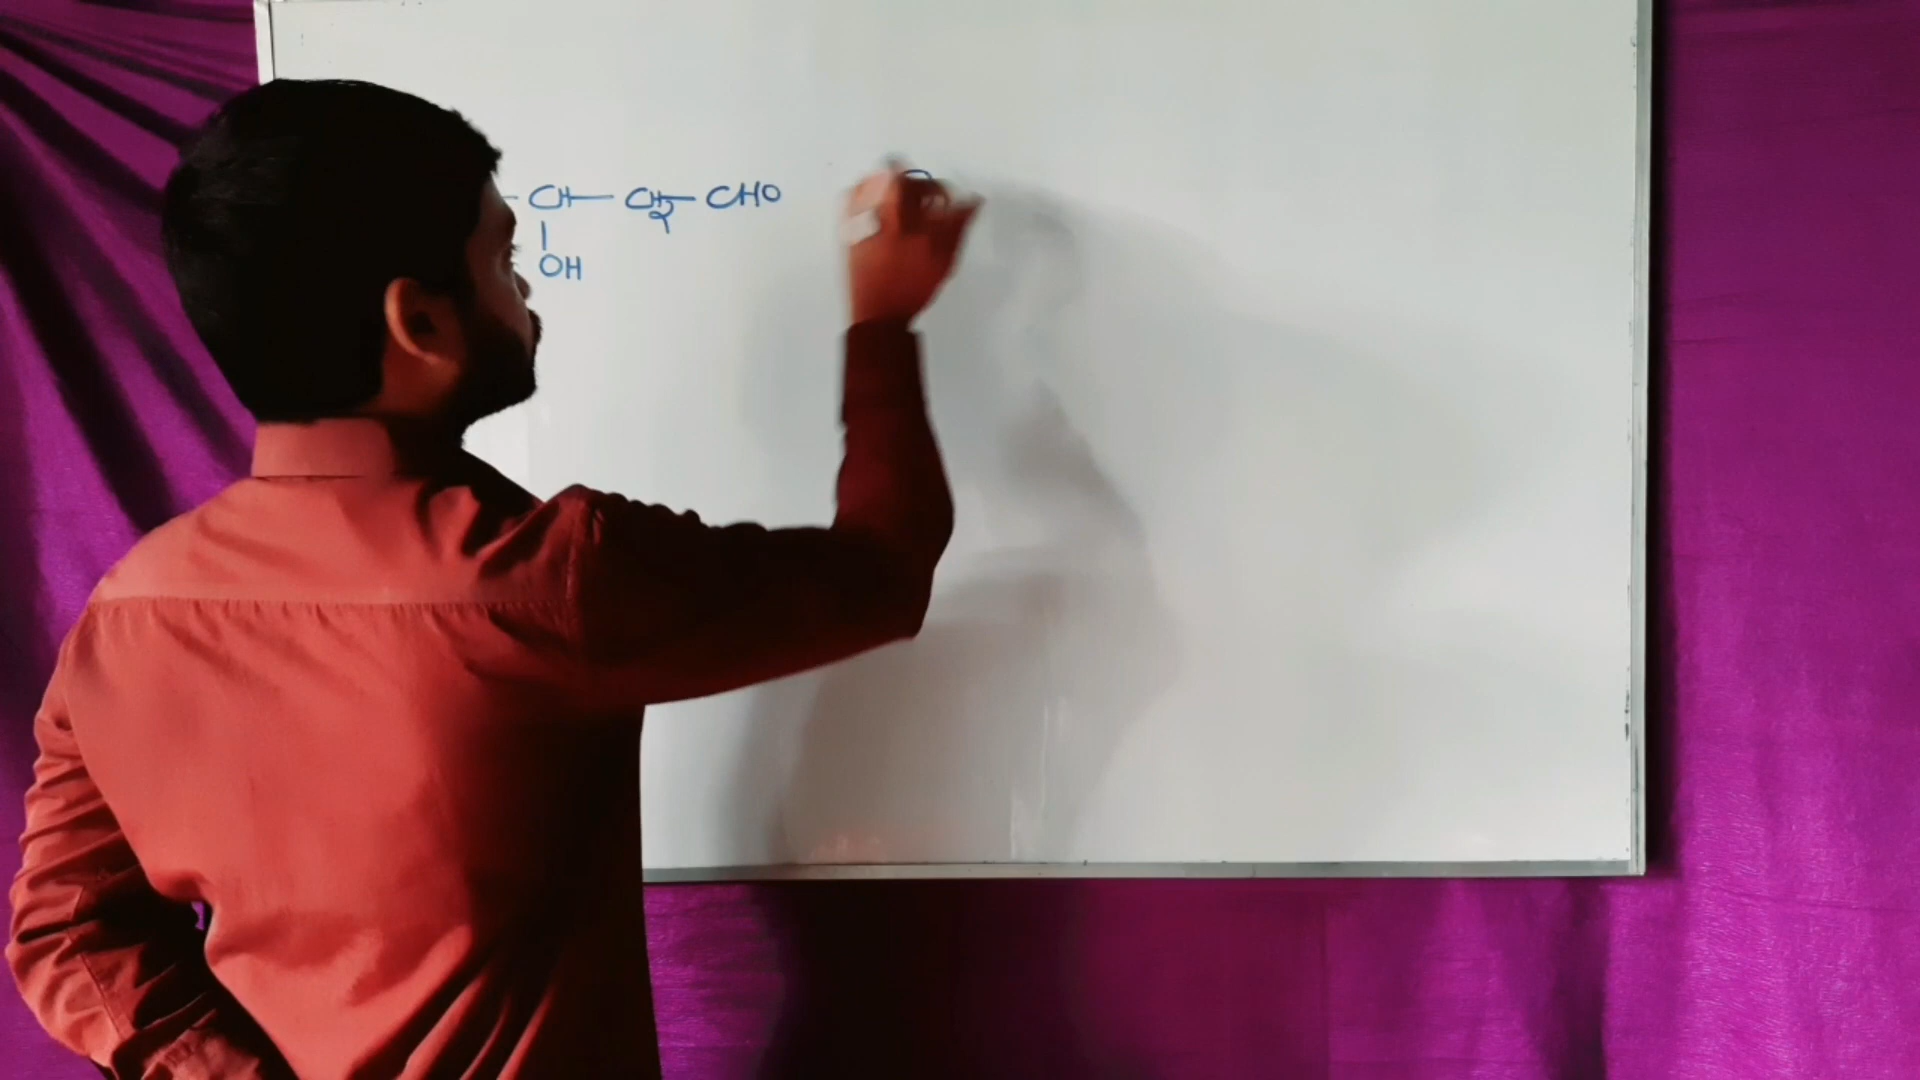 — CH — CH2 — CHO
|
OH